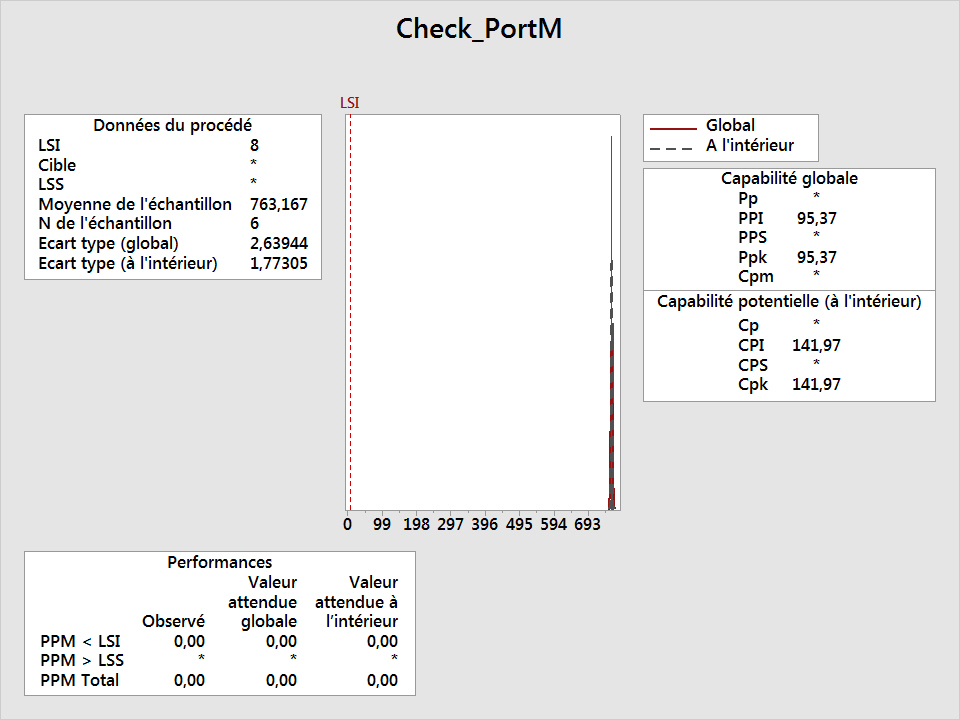 Check_PortM
LSI
Données du procédé
LSI 8
Cible *
LSS *
Moyenne de l'échantillon 763,167
N de l'échantillon 6
Ecart type (global) 2,63944
Ecart type (à l'intérieur) 1,77305
Global
A l'intérieur
Capabilité globale
Pp *
PPI 95,37
PPS *
Ppk 95,37
Cpm *
Capabilité potentielle (à l'intérieur)
Cp *
CPI 141,97
CPS *
Cpk 141,97
0 99 198 297 396 495 594 693
Performances
Valeur Valeur
attendue attendue à
Observé globale l'intérieur
PPM < LSI 0,00 0,00 0,00
PPM > LSS * * *
PPM Total 0,00 0,00 0,00